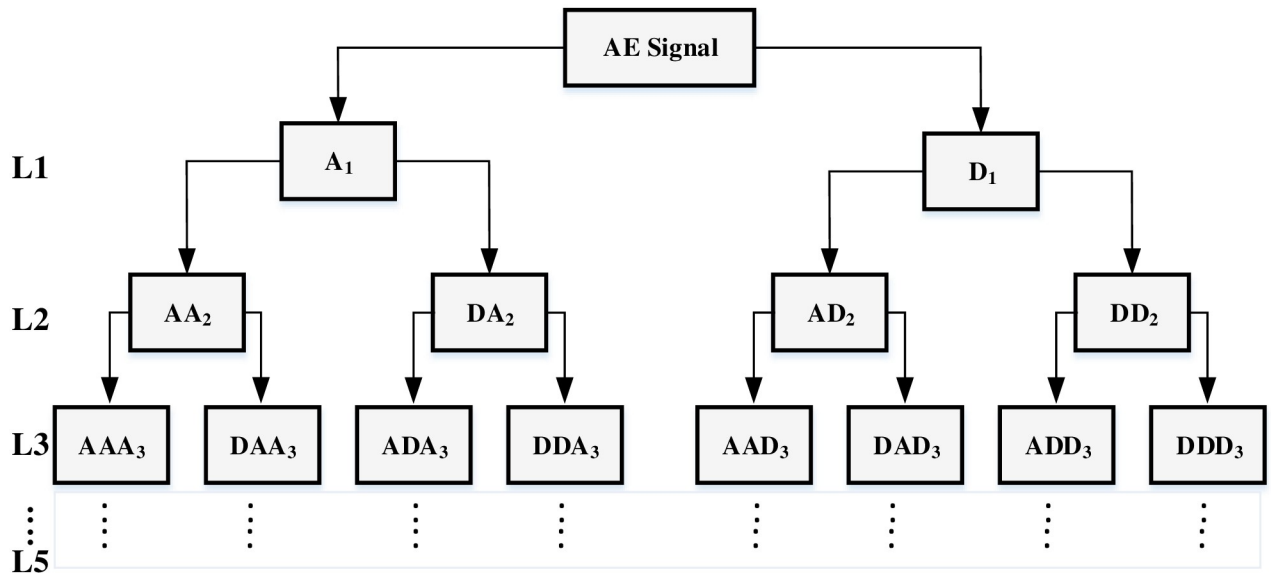 AE Signal
L1 A₁ D₁
L2 AA₂ DA₂ AD₂ DD₂
L3 AAA₃ DAA₃ ADA₃ DDA₃ AAD₃ DAD₃ ADD₃ DDD₃
L5